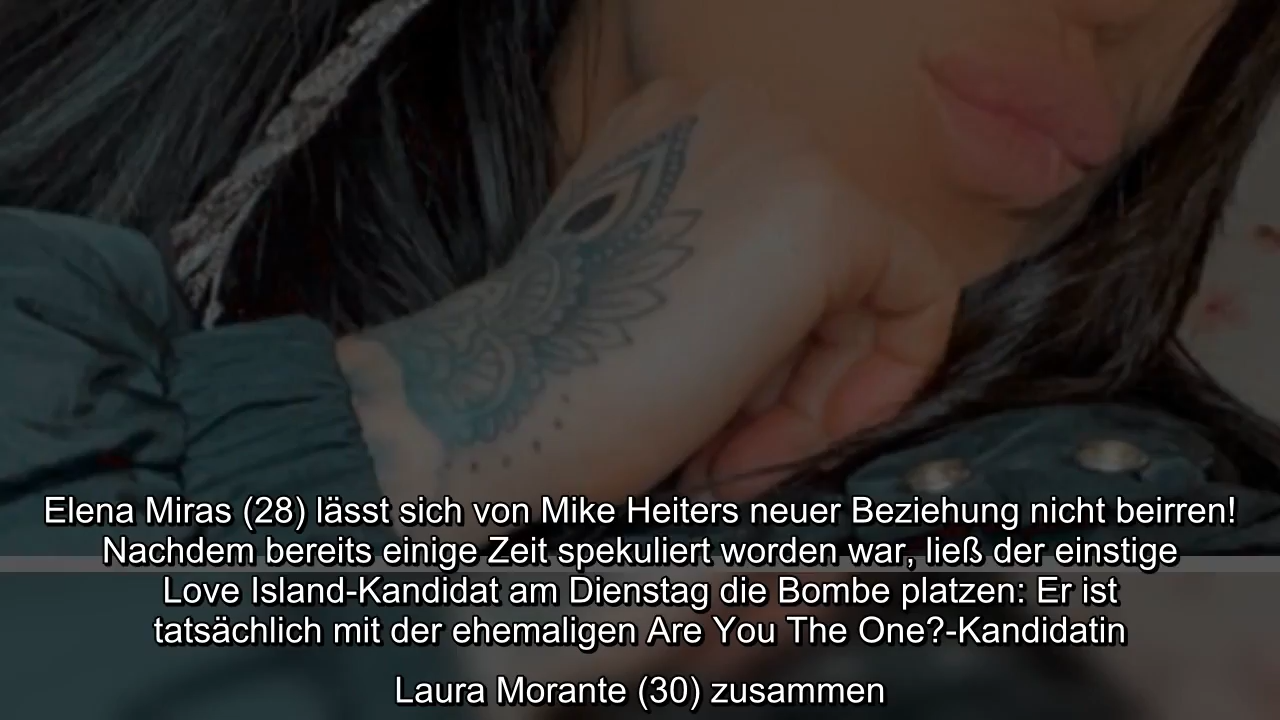 Elena Miras (28) lässt sich von Mike Heiters neuer Beziehung nicht beirren!
Nachdem bereits einige Zeit spekuliert worden war, ließ der einstige
Love Island-Kandidat am Dienstag die Bombe platzen: Er ist
tatsächlich mit der ehemaligen Are You The One?-Kandidatin
Laura Morante (30) zusammen